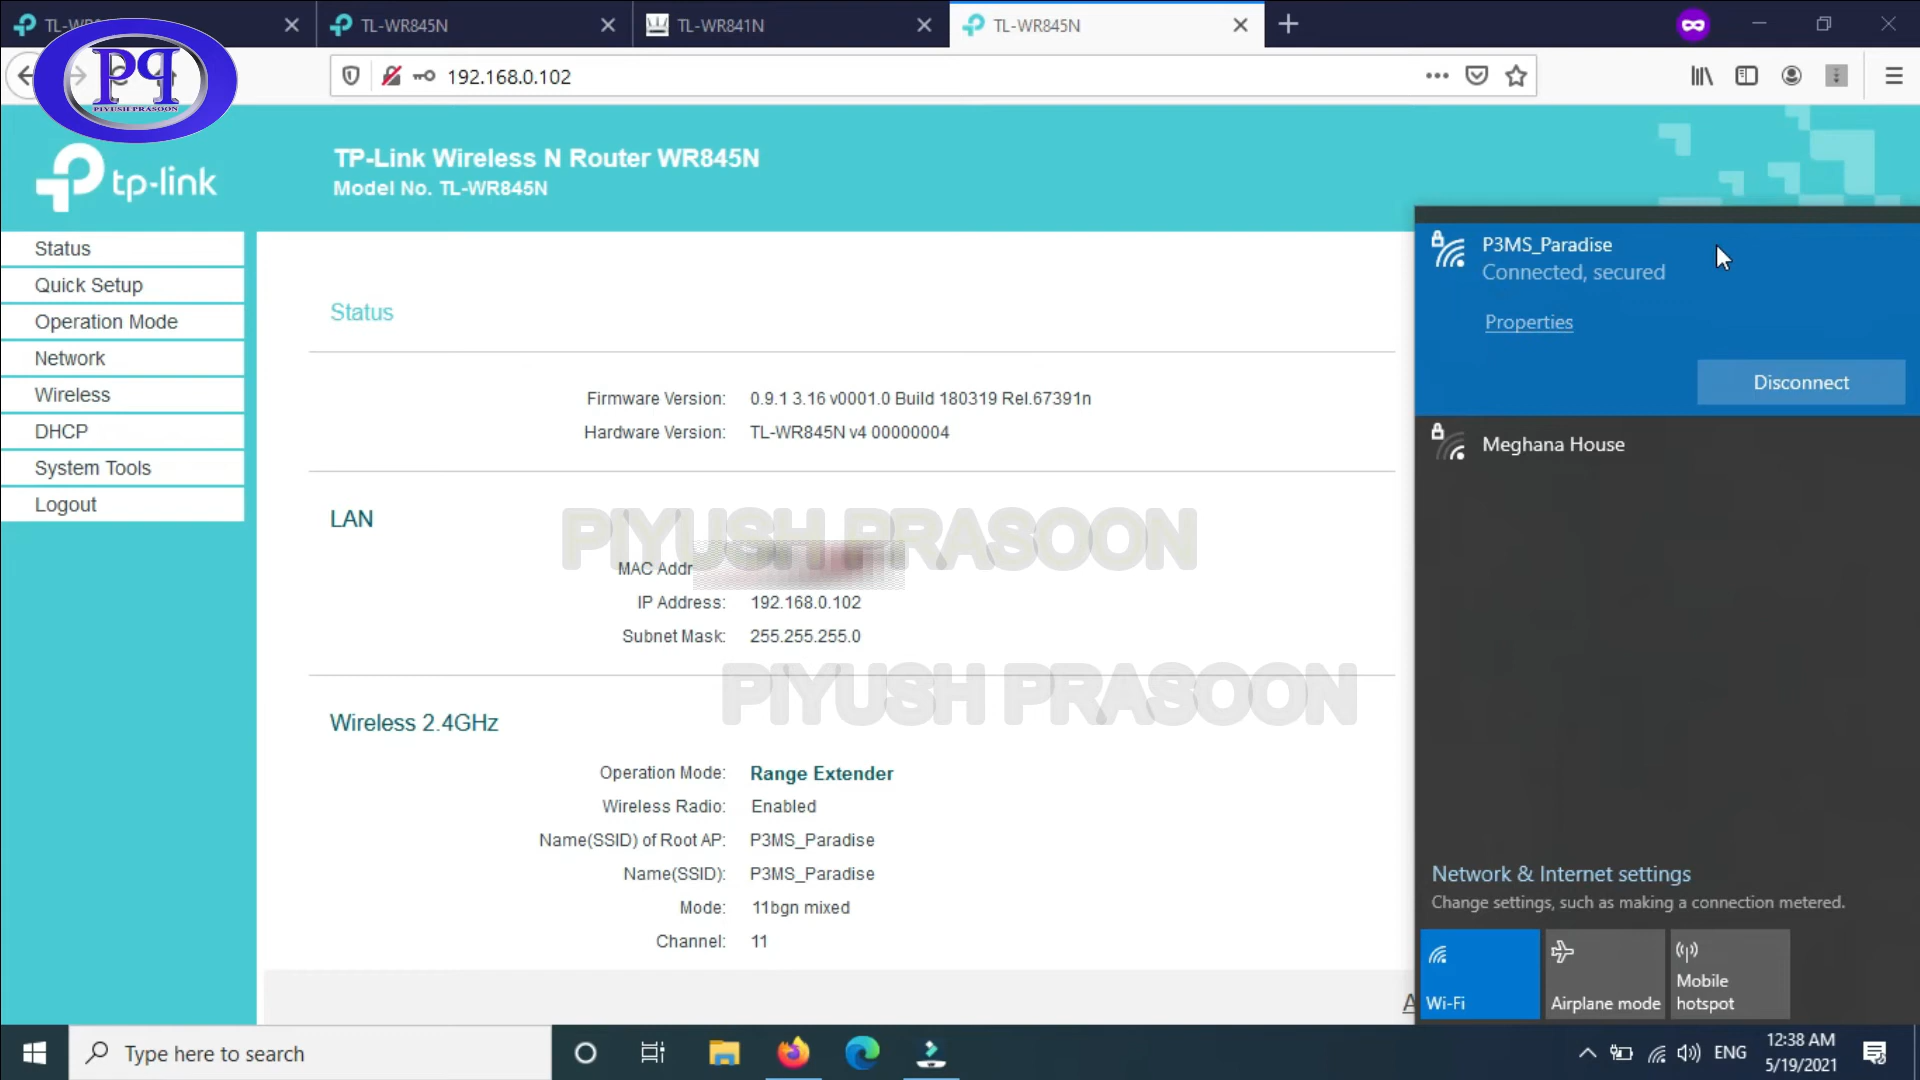 TL-WR845N
TL-WR841N
TL-WR845N
192.168.0.102
PP
PIYUSH PRASOON
tp-link
TP-Link Wireless N Router WR845N
Model No. TL-WR845N
Status
Quick Setup
Operation Mode
Network
Wireless
DHCP
System Tools
Logout
Status
Firmware Version: 0.9.1 3.16 v0001.0 Build 180319 Rel.67391n
Hardware Version: TL-WR845N v4 00000004
LAN
PIYUSH PRASOON
MAC Addr
IP Address: 192.168.0.102
Subnet Mask: 255.255.255.0
PIYUSH PRASOON
Wireless 2.4GHz
Operation Mode: Range Extender
Wireless Radio: Enabled
Name(SSID) of Root AP: P3MS_Paradise
Name(SSID): P3MS_Paradise
Mode: 11bgn mixed
Channel: 11
P3MS_Paradise
Connected, secured
Properties
Disconnect
Meghana House
Network & Internet settings
Change settings, such as making a connection metered.
Wi-Fi
Airplane mode
Mobile
hotspot
Type here to search
ENG
12:38 AM
5/19/2021